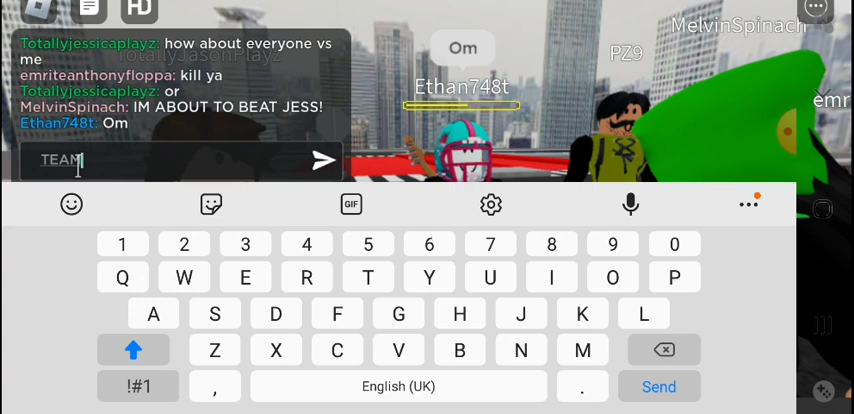 HD
MelvinSpinach
Totallyjessicaplayz: how about everyone vs
me
TotallyJasonPlayz
Om
PZ9
emriteanthonyfloppa: kill ya
Ethan748t
Totallyjessicaplayz: or
emr
MelvinSpinach: IM ABOUT TO BEAT JESS!
Ethan748t: Om
TEAM
GIF
1 2 3 4 5 6 7 8 9 0
Q W E R T Y U I O P
A S D F G H J K L
Z X C V B N M
!#1 , English (UK) . Send